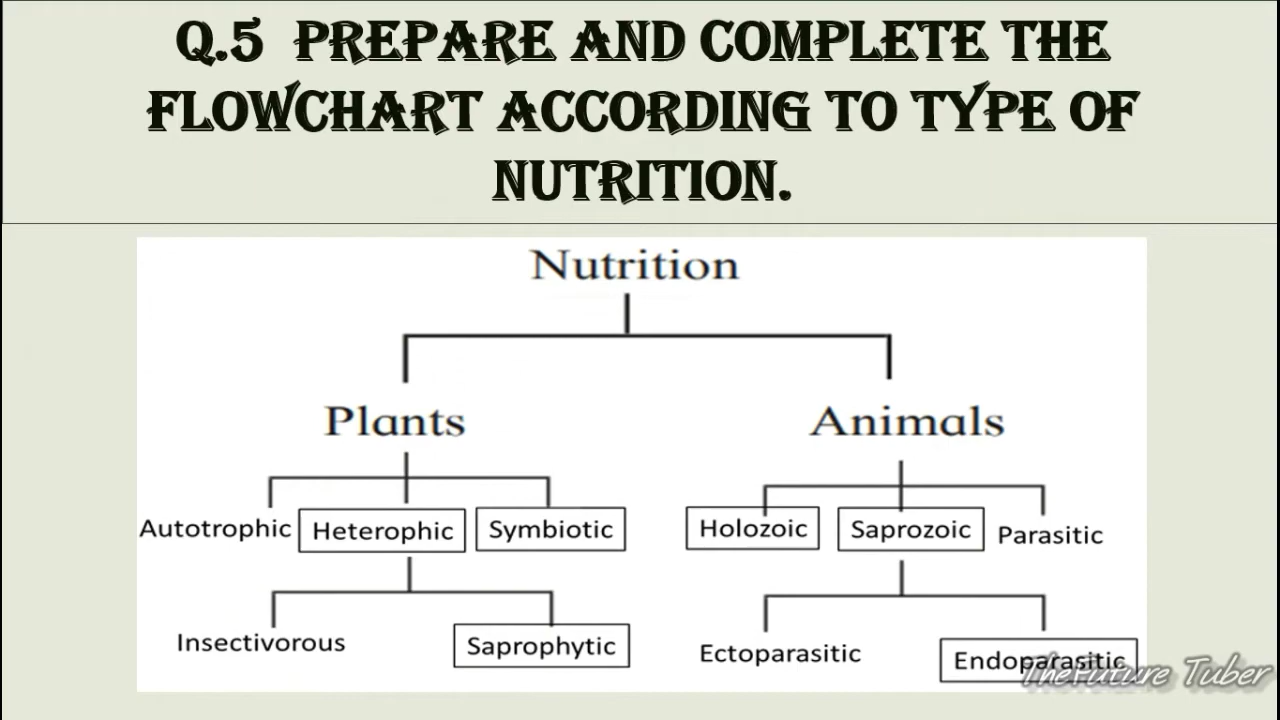 Q.5 PREPARE AND COMPLETE THE
FLOWCHART ACCORDING TO TYPE OF
NUTRITION.
Nutrition
Plants
Animals
Autotrophic
Heterophic
Symbiotic
Holozoic
Saprozoic
Parasitic
Insectivorous
Saprophytic
Ectoparasitic
Endoparasitic
TheFuture Tuber